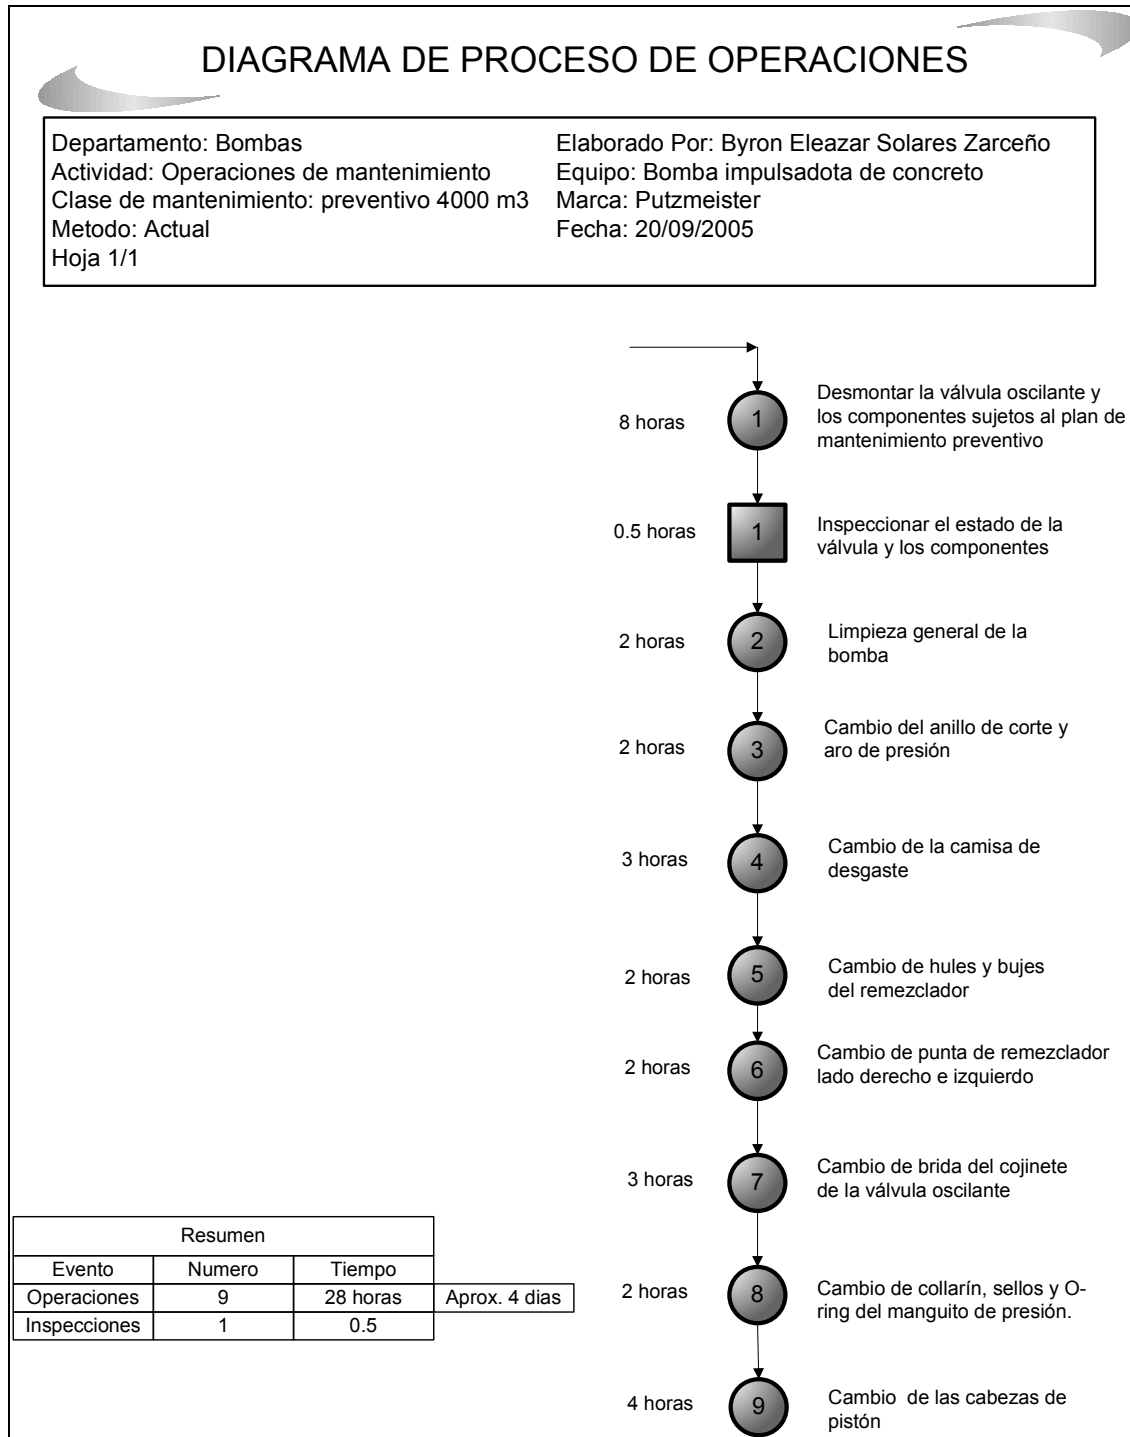 DIAGRAMA DE PROCESO DE OPERACIONES
Departamento: Bombas
Actividad: Operaciones de mantenimiento
Clase de mantenimiento: preventivo 4000 m3
Metodo: Actual
Hoja 1/1
Elaborado Por: Byron Eleazar Solares Zarceño
Equipo: Bomba impulsadota de concreto
Marca: Putzmeister
Fecha: 20/09/2005
8 horas
1
Desmontar la válvula oscilante y
los componentes sujetos al plan de
mantenimiento preventivo
0.5 horas
1
Inspeccionar el estado de la
válvula y los componentes
2 horas
2
Limpieza general de la
bomba
2 horas
3
Cambio del anillo de corte y
aro de presión
3 horas
4
Cambio de la camisa de
desgaste
2 horas
5
Cambio de hules y bujes
del remezclador
2 horas
6
Cambio de punta de remezclador
lado derecho e izquierdo
3 horas
7
Cambio de brida del cojinete
de la válvula oscilante
2 horas
8
Cambio de collarín, sellos y O-
ring del manguito de presión.
4 horas
9
Cambio de las cabezas de
pistón
Resumen
Evento Numero Tiempo
Operaciones 9 28 horas Aprox. 4 dias
Inspecciones 1 0.5